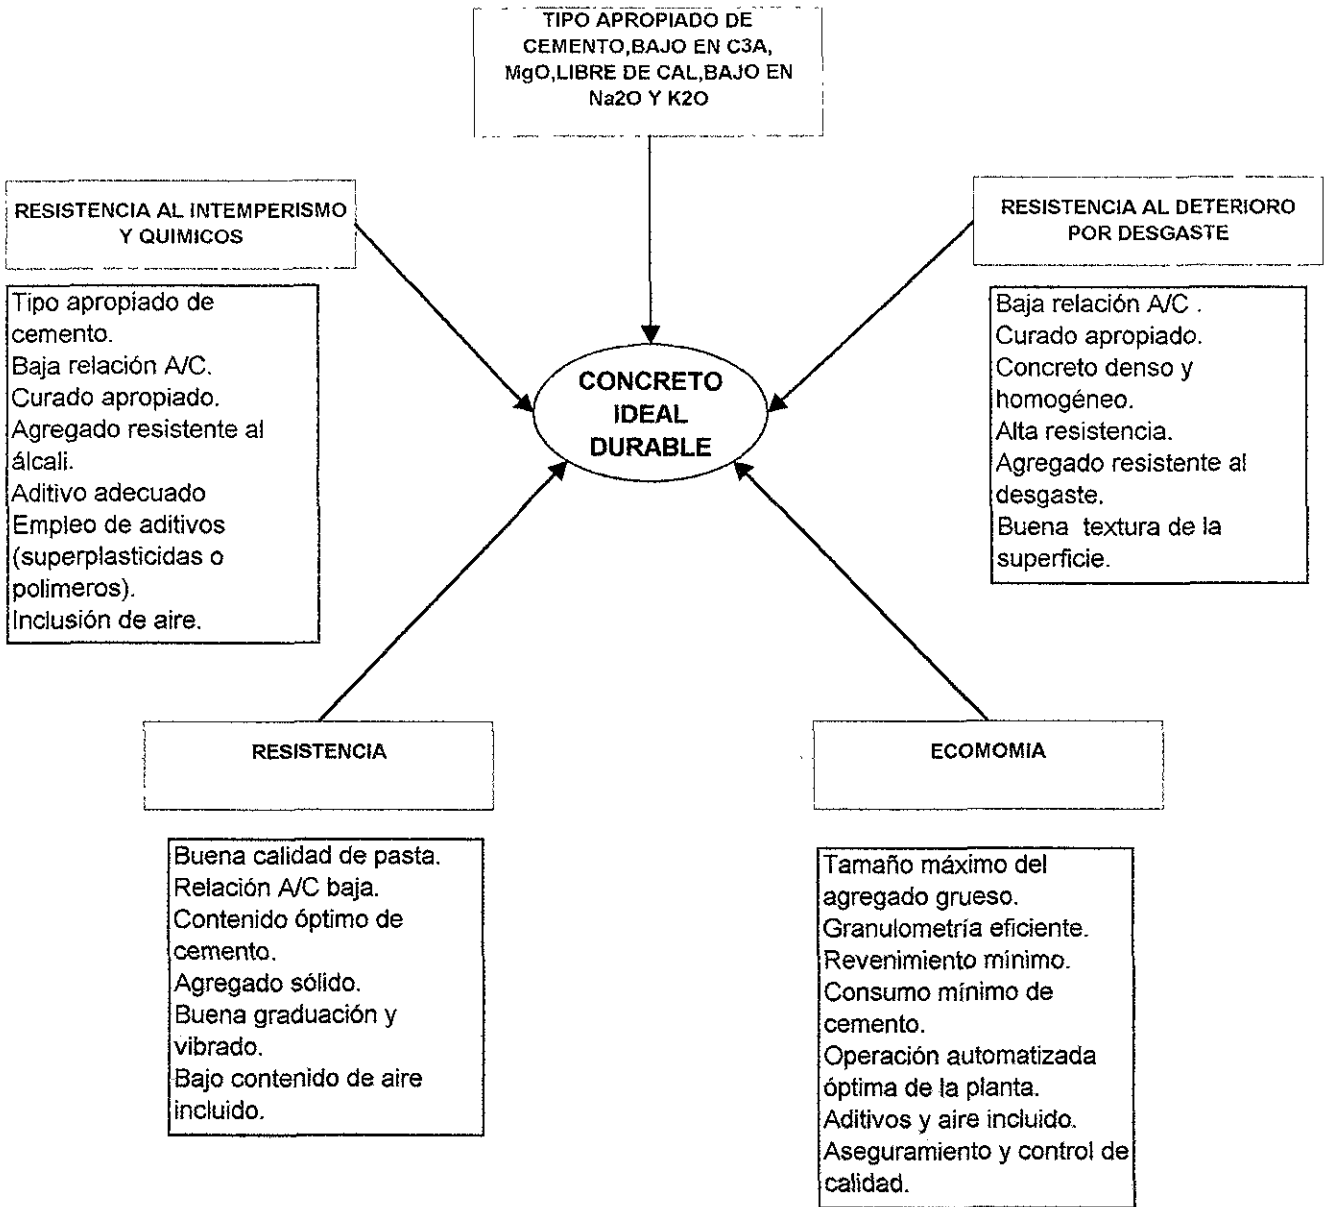 TIPO APROPIADO DE
CEMENTO,BAJO EN C3A,
MgO,LIBRE DE CAL,BAJO EN
Na2O Y K2O
RESISTENCIA AL INTEMPERISMO
Y QUIMICOS
Tipo apropiado de
cemento.
Baja relación A/C.
Curado apropiado.
Agregado resistente al
álcali.
Aditivo adecuado
Empleo de aditivos
(superplasticidas o
polimeros).
Inclusión de aire.
RESISTENCIA AL DETERIORO
POR DESGASTE
Baja relación A/C .
Curado apropiado.
Concreto denso y
homogéneo.
Alta resistencia.
Agregado resistente al
desgaste.
Buena textura de la
superficie.
CONCRETO
IDEAL
DURABLE
RESISTENCIA
Buena calidad de pasta.
Relación A/C baja.
Contenido óptimo de
cemento.
Agregado sólido.
Buena graduación y
vibrado.
Bajo contenido de aire
incluido.
ECOMOMIA
Tamaño máximo del
agregado grueso.
Granulometría eficiente.
Revenimiento mínimo.
Consumo mínimo de
cemento.
Operación automatizada
óptima de la planta.
Aditivos y aire incluido.
Aseguramiento y control de
calidad.